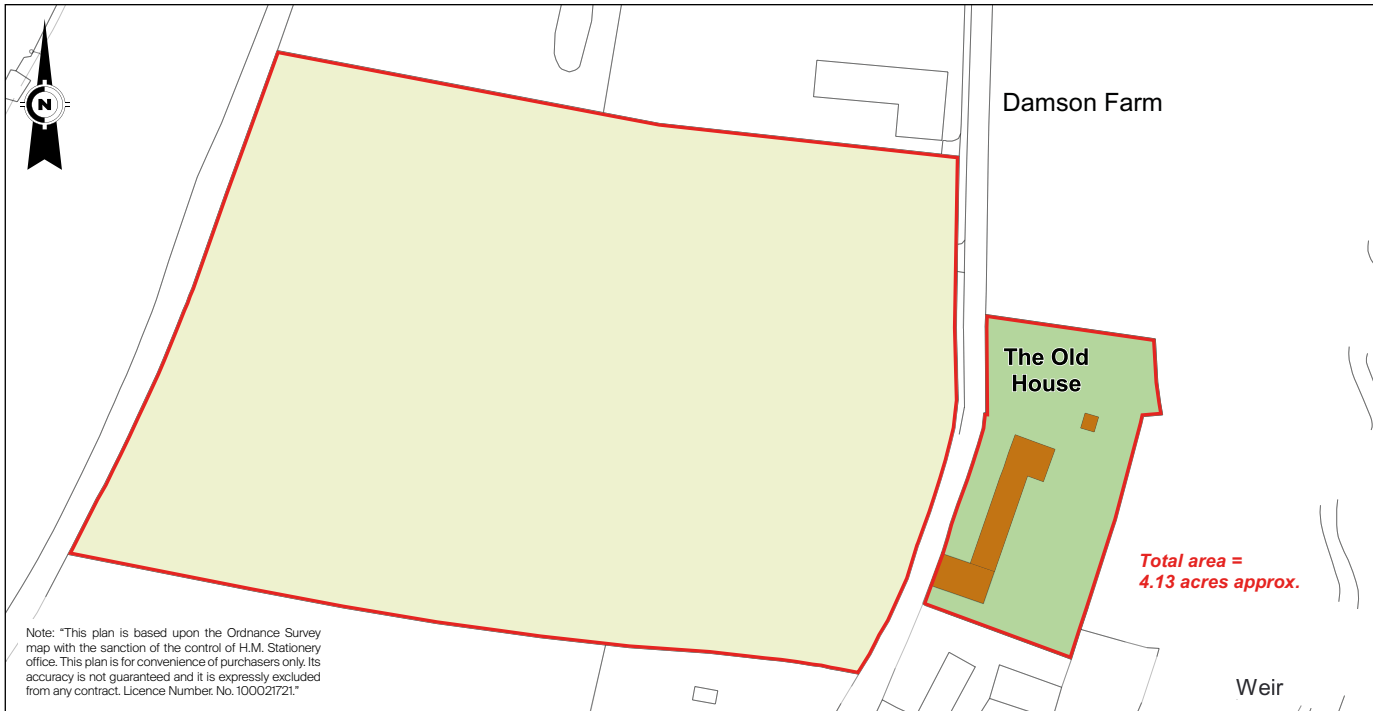 N
Damson Farm
The Old
House
Total area =
4.13 acres approx.
Note: “This plan is based upon the Ordnance Survey
map with the sanction of the control of H.M. Stationery
office. This plan is for convenience of purchasers only. Its
accuracy is not guaranteed and it is expressly excluded
from any contract. Licence Number. No. 100021721.”
Weir